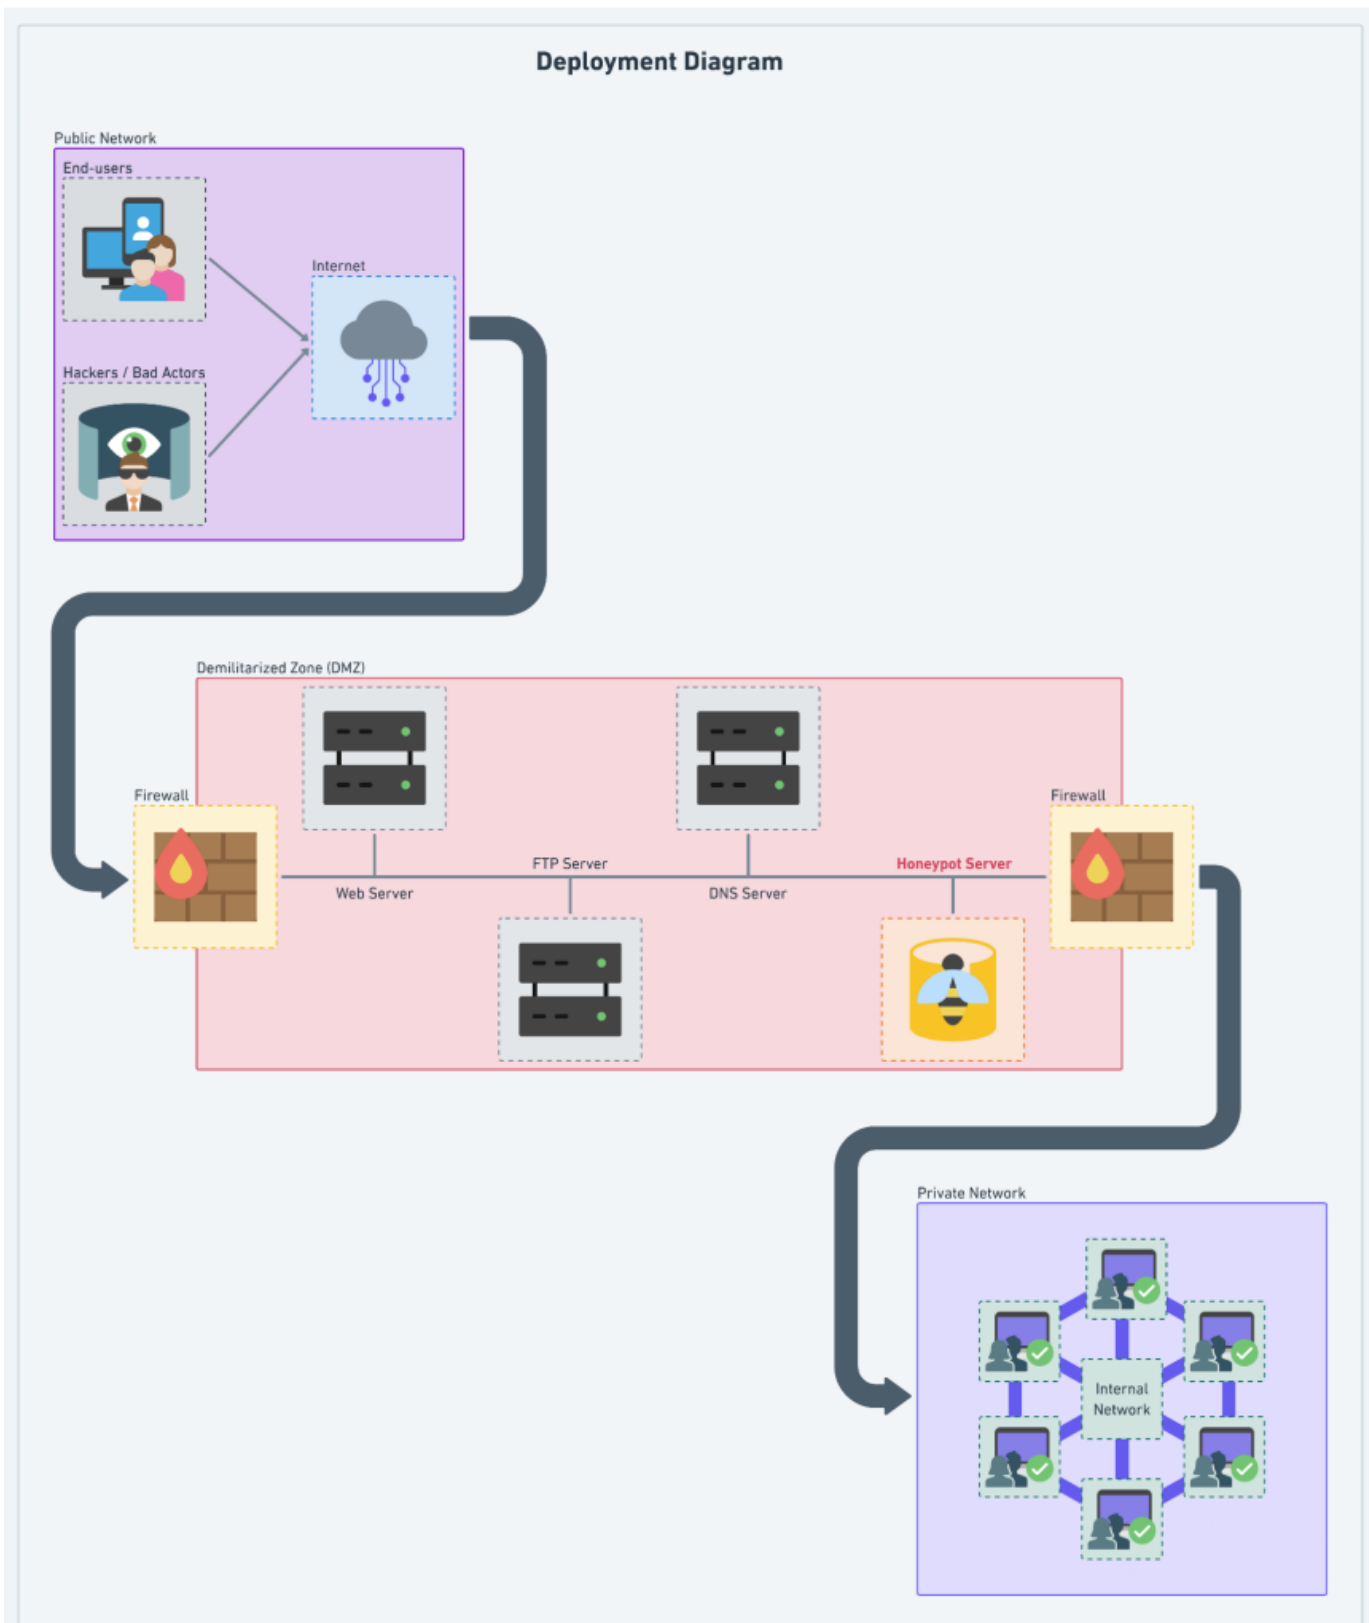 Deployment Diagram
Public Network
End-users
Internet
Hackers / Bad Actors
Demilitarized Zone (DMZ)
Firewall
Firewall
FTP Server
Honeypot Server
Web Server
DNS Server
Private Network
Internal
Network